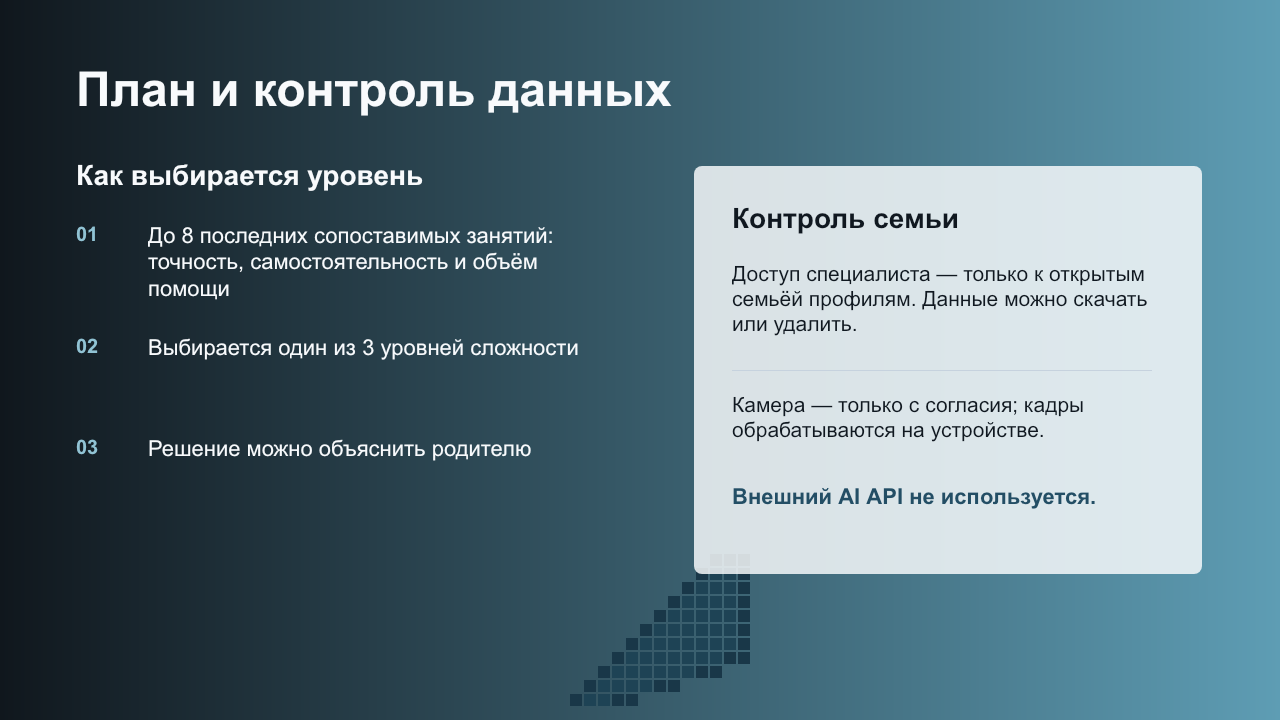 План и контроль данных
Как выбирается уровень
01
До 8 последних сопоставимых занятий:
точность, самостоятельность и объём
помощи
02
Выбирается один из 3 уровней сложности
03
Решение можно объяснить родителю
Контроль семьи
Доступ специалиста — только к открытым
семьёй профилям. Данные можно скачать
или удалить.
Камера — только с согласия; кадры
обрабатываются на устройстве.
Внешний AI API не используется.